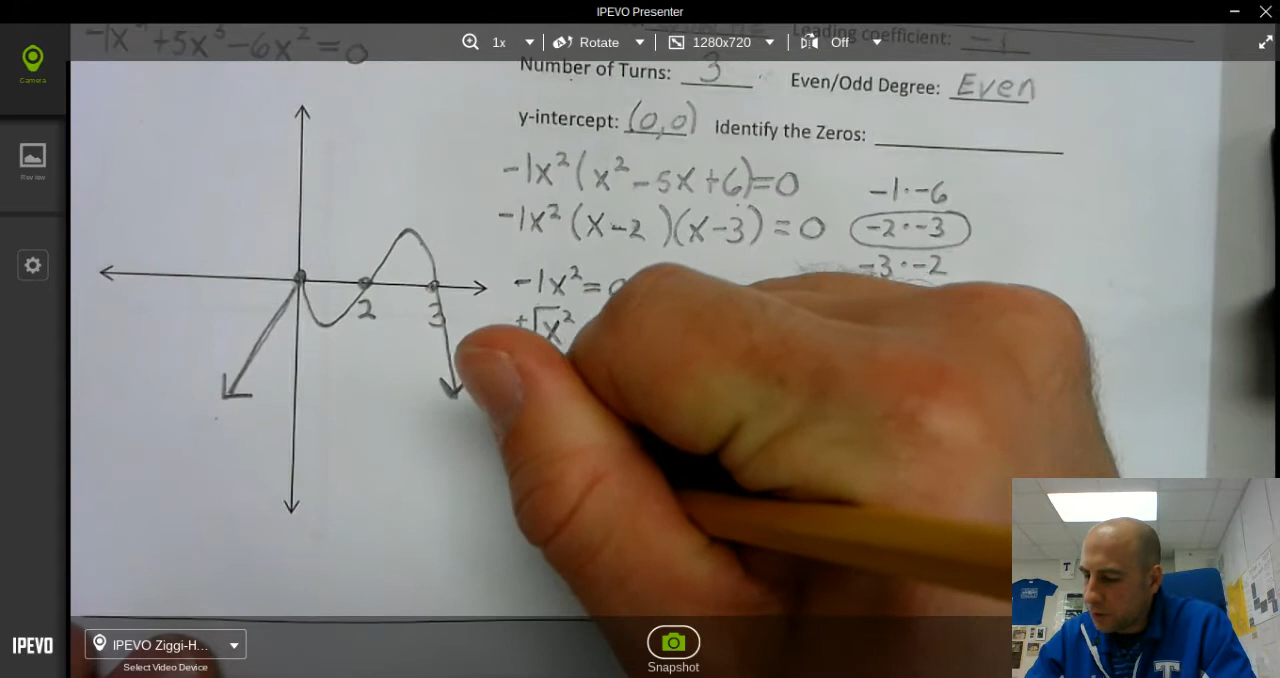 IPEVO Presenter
Camera
Review
1x
Rotate
1280x720
Off
+5x³-6x²=0
Leading coefficient: -1
Number of Turns: 3
Even/Odd Degree: Even
y-intercept: (0,0) Identify the Zeros:
-1x²(x²-5x+6)=0
-1x²(x-2)(x-3)=0
-1·-6
-2·-3
-3·-2
-1x²=0
±√x²
2
3
IPEVO
IPEVO Ziggi-H...
Select Video Device
Snapshot
T
T